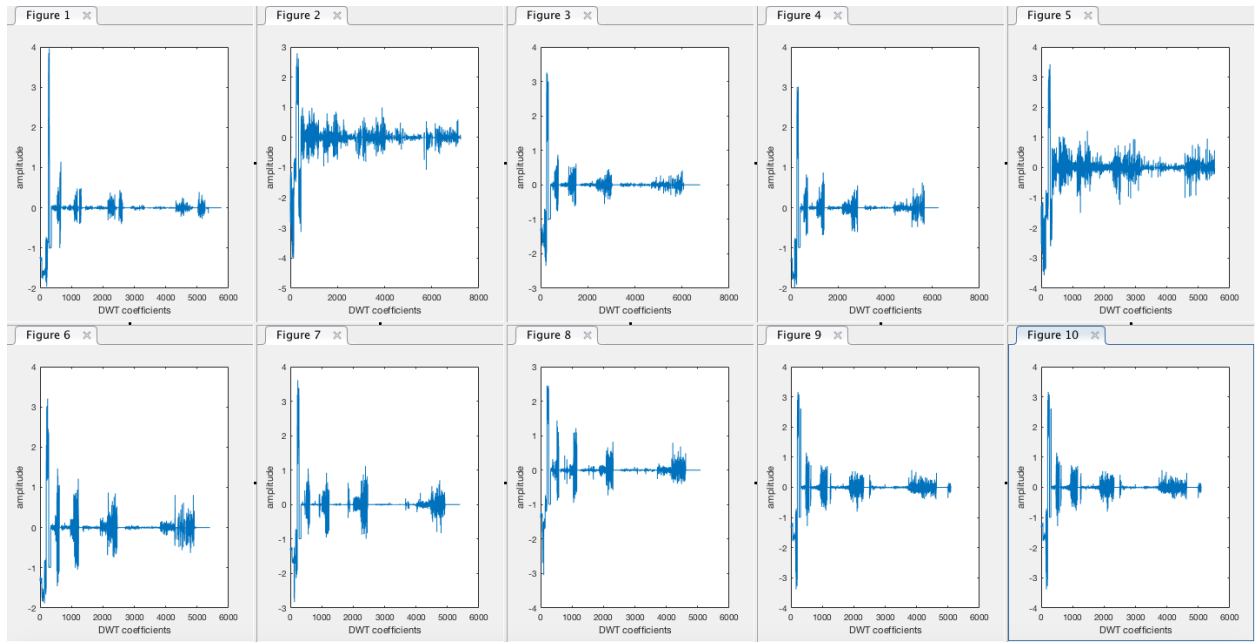 Figure 1
4
3
2
1
0
-1
-2
amplitude
0 1000 2000 3000 4000 5000 6000
DWT coefficients
Figure 2
3
2
1
0
-1
-2
-3
-4
-5
amplitude
0 2000 4000 6000 8000
DWT coefficients
Figure 3
4
3
2
1
0
-1
-2
-3
amplitude
0 2000 4000 6000 8000
DWT coefficients
Figure 4
4
3
2
1
0
-1
-2
amplitude
0 2000 4000 6000 8000
DWT coefficients
Figure 5
4
3
2
1
0
-1
-2
-3
-4
amplitude
0 1000 2000 3000 4000 5000 6000
DWT coefficients
Figure 6
4
3
2
1
0
-1
-2
amplitude
0 1000 2000 3000 4000 5000 6000
DWT coefficients
Figure 7
4
3
2
1
0
-1
-2
-3
amplitude
0 1000 2000 3000 4000 5000 6000
DWT coefficients
Figure 8
3
2
1
0
-1
-2
-3
-4
amplitude
0 1000 2000 3000 4000 5000 6000
DWT coefficients
Figure 9
4
3
2
1
0
-1
-2
-3
-4
amplitude
0 1000 2000 3000 4000 5000 6000
DWT coefficients
Figure 10
4
3
2
1
0
-1
-2
-3
-4
amplitude
0 1000 2000 3000 4000 5000 6000
DWT coefficients